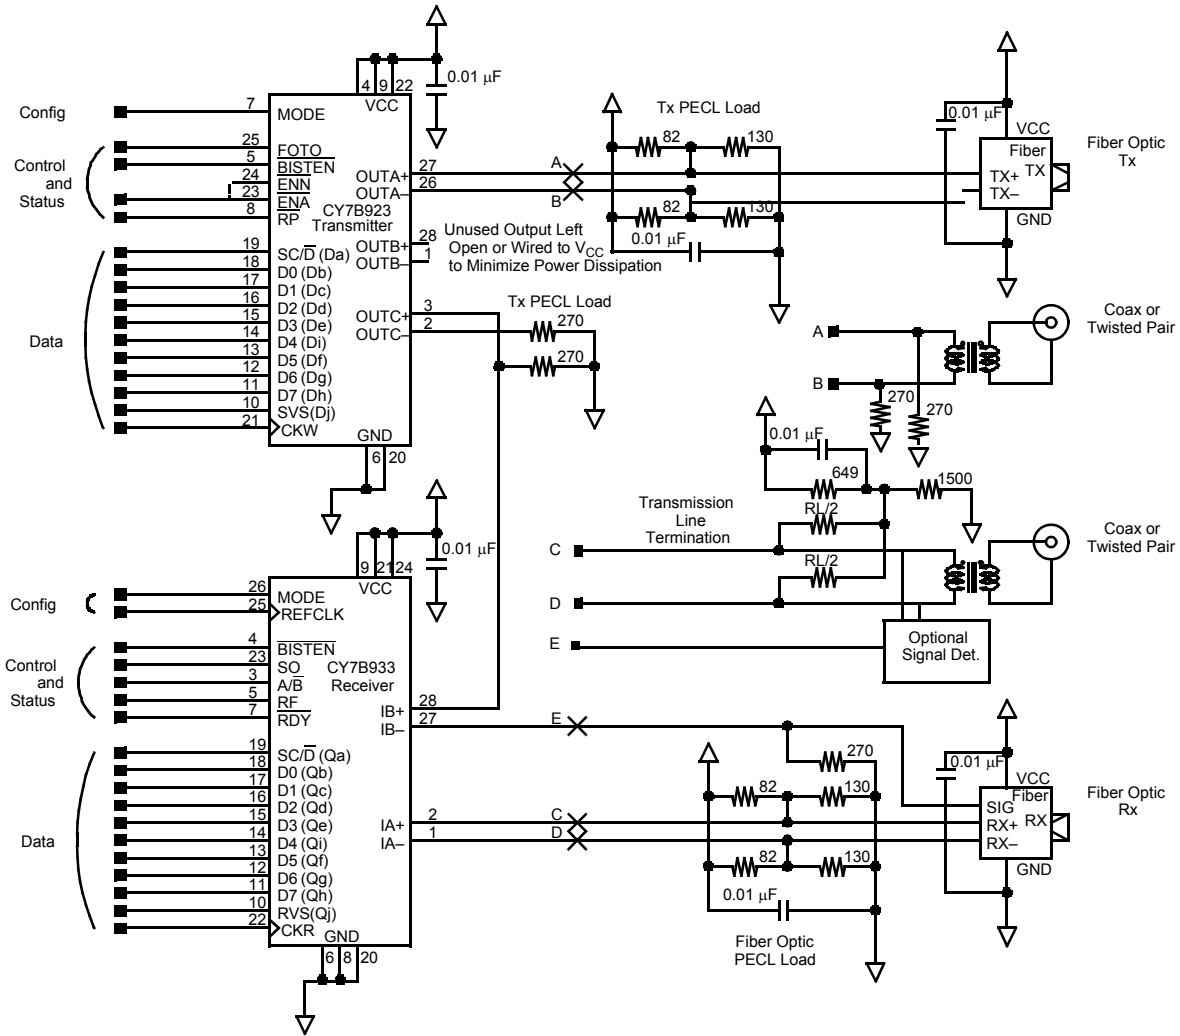 0.01 μF
4 9 22
VCC
Config
7
MODE
Control
and
Status
25
FOTO
5
BISTEN
24
ENN
23
ENA
8
RP
CY7B923
Transmitter
OUTA+
27
OUTA–
26
A
B
Data
19
SC/D (Da)
18
D0 (Db)
17
D1 (Dc)
16
D2 (Dd)
15
D3 (De)
14
D4 (Di)
13
D5 (Df)
12
D6 (Dg)
11
D7 (Dh)
10
SVS(Dj)
21
CKW
OUTB+
28
OUTB–
1
Unused Output Left
Open or Wired to VCC
to Minimize Power Dissipation
OUTC+
3
OUTC–
2
Tx PECL Load
270
270
GND
6 20
Tx PECL Load
82
130
82
130
0.01 μF
0.01 μF
VCC
Fiber
TX
TX+
TX–
GND
Fiber Optic
Tx
A
B
270
270
Coax or
Twisted Pair
0.01 μF
649
1500
RL/2
RL/2
Transmission
Line
Termination
C
D
E
Optional
Signal Det.
Coax or
Twisted Pair
0.01 μF
9 21 24
VCC
Config
26
MODE
25
REFCLK
Control
and
Status
4
BISTEN
23
SO
3
A/B
5
RF
7
RDY
CY7B933
Receiver
IB+
28
IB–
27
E
Data
19
SC/D (Qa)
18
D0 (Qb)
17
D1 (Qc)
16
D2 (Qd)
15
D3 (Qe)
14
D4 (Qi)
13
D5 (Qf)
12
D6 (Qg)
11
D7 (Qh)
10
RVS(Qj)
22
CKR
IA+
2
IA–
1
C
D
GND
6 8 20
270
82
130
82
130
0.01 μF
Fiber Optic
PECL Load
0.01 μF
VCC
Fiber
SIG
RX
RX+
RX–
GND
Fiber Optic
Rx